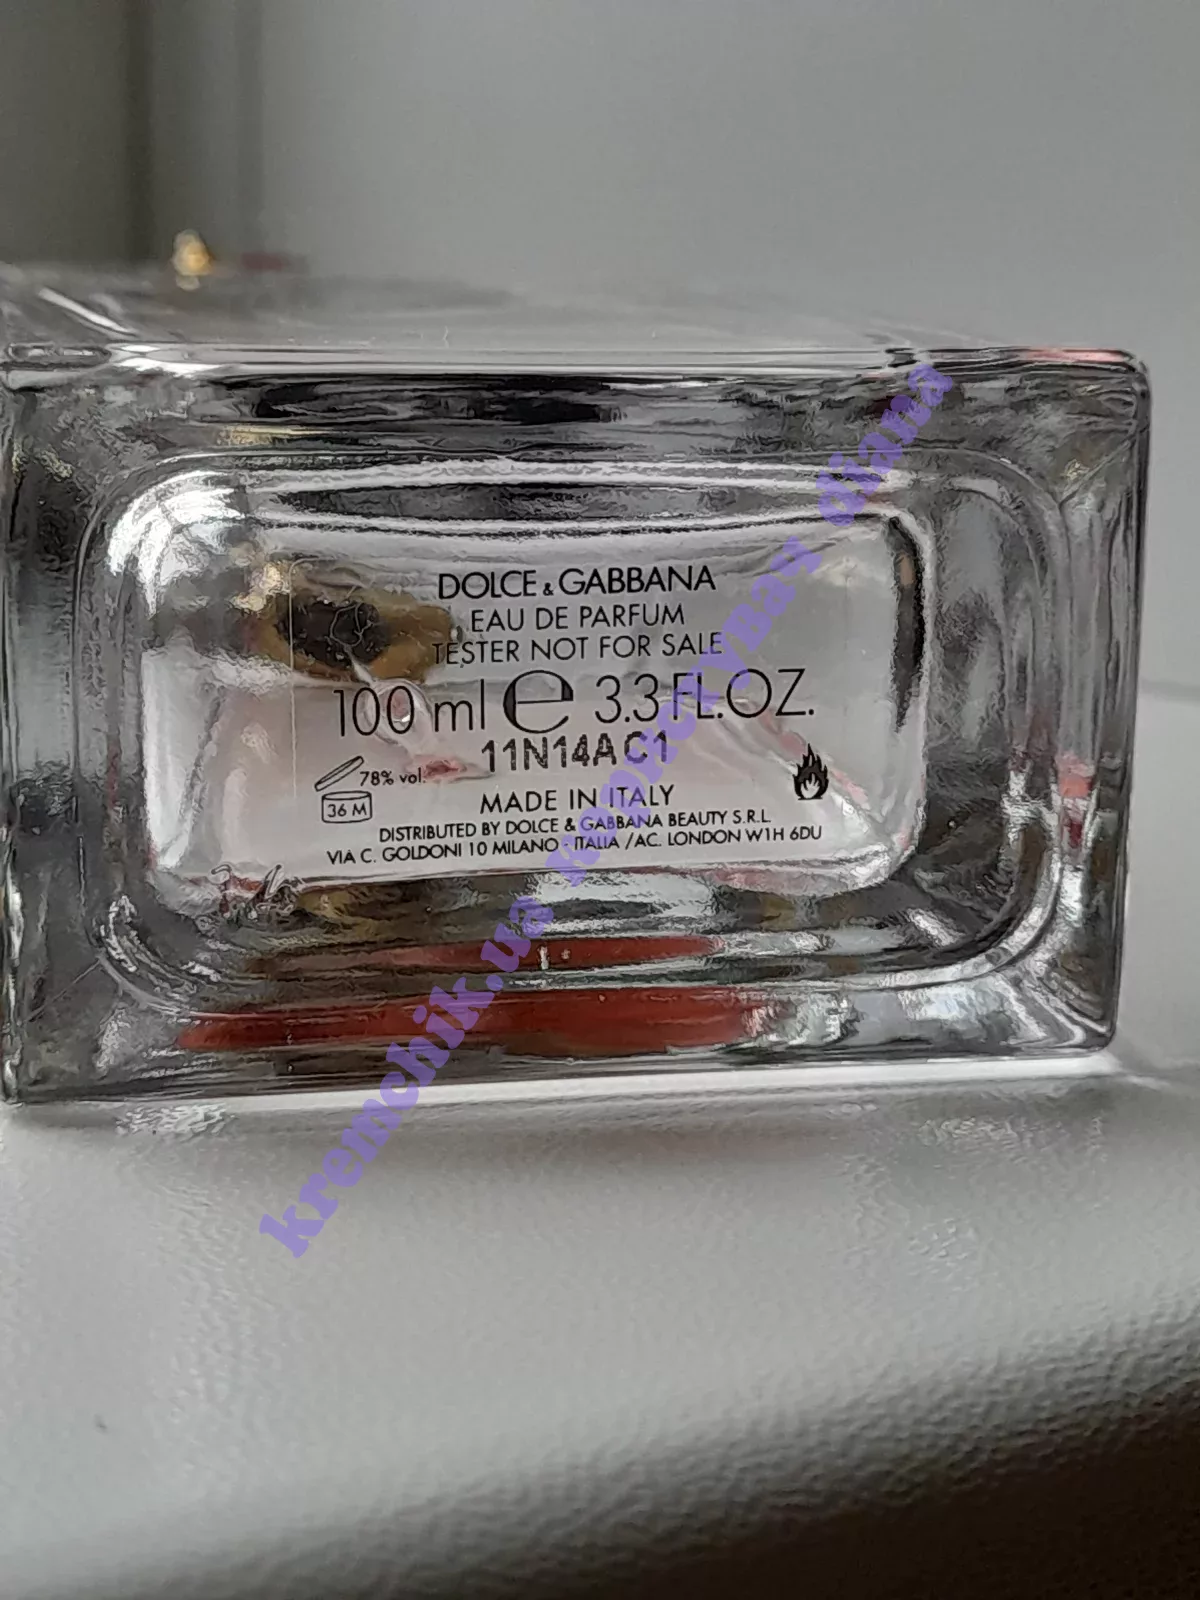 DOLCE & GABBANA
EAU DE PARFUM
TESTER NOT FOR SALE
100 ml ℮ 3.3 FL.OZ.
11N14AC1
78% vol.
36 M
MADE IN ITALY
DISTRIBUTED BY DOLCE & GABBANA BEAUTY S.R.L.
VIA C. GOLDONI 10 MILANO - ITALIA / AC. LONDON W1H 6DU
kremchik.ua diana